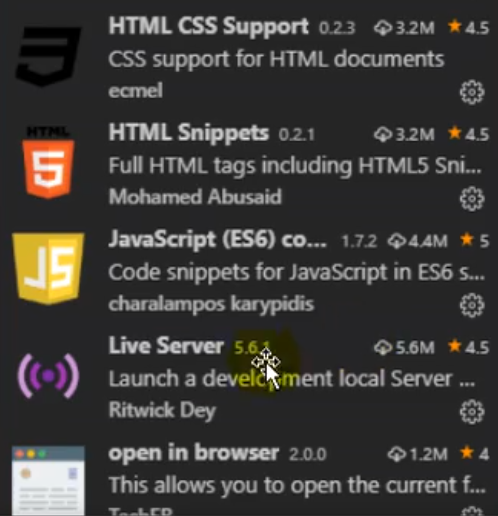 HTML CSS Support 0.2.3 3.2M 4.5
CSS support for HTML documents
ecmel
HTML
5
HTML Snippets 0.2.1 3.2M 4.5
Full HTML tags including HTML5 Sni...
Mohamed Abusaid
JS
JavaScript (ES6) co... 1.7.2 4.4M 5
Code snippets for JavaScript in ES6 s...
charalampos karypidis
Live Server 5.6.1 5.6M 4.5
Launch a development local Server ...
Ritwick Dey
open in browser 2.0.0 1.2M 4
This allows you to open the current f...
TechER